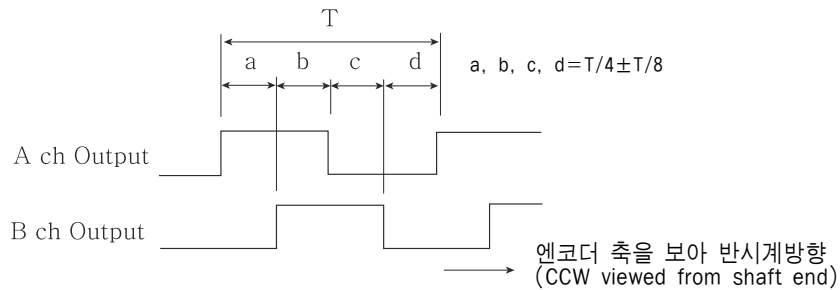 T
a b c d
a, b, c, d=T/4±T/8
A ch Output
B ch Output
엔코더 축을 보아 반시계방향
(CCW viewed from shaft end)